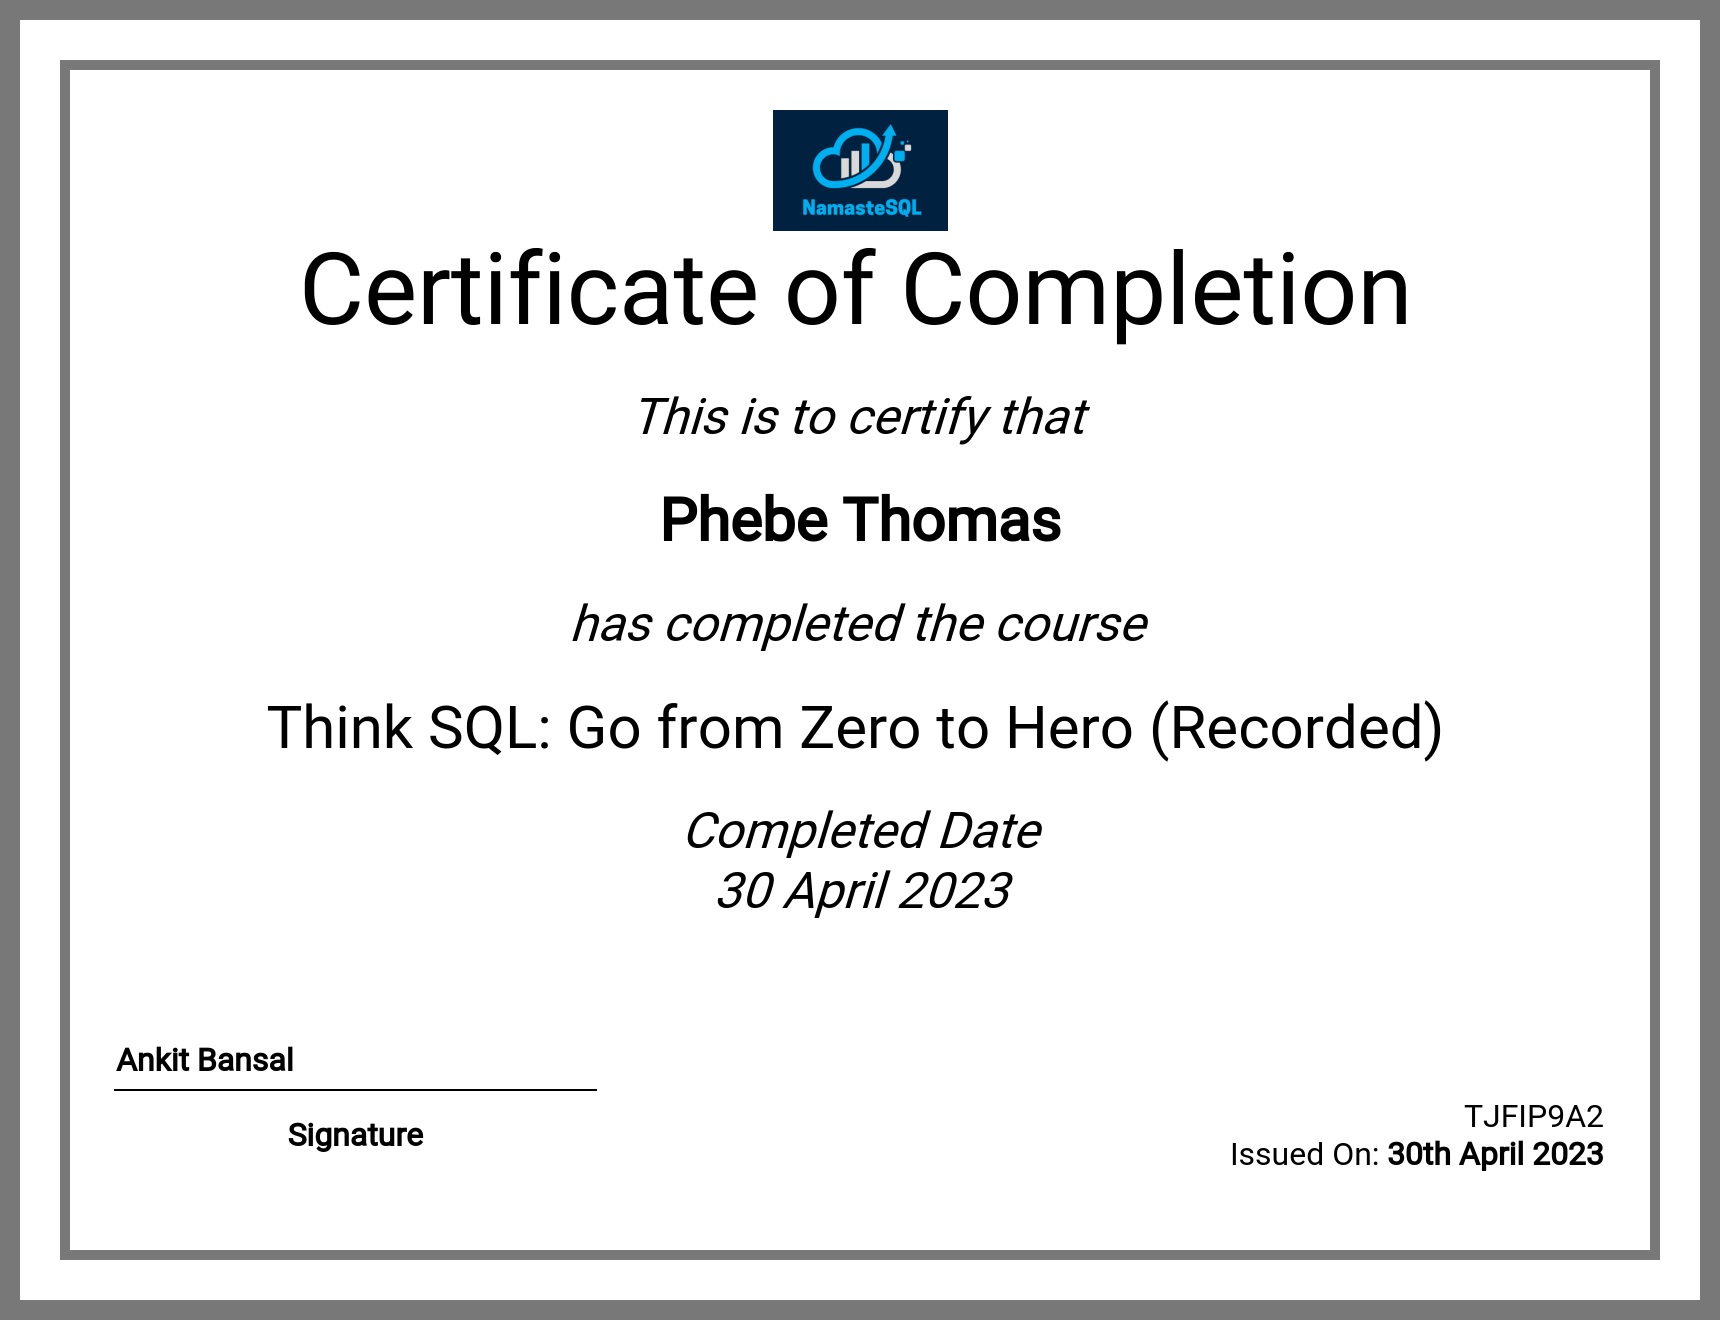 NamasteSQL
Certificate of Completion
This is to certify that
Phebe Thomas
has completed the course
Think SQL: Go from Zero to Hero (Recorded)
Completed Date
30 April 2023
Ankit Bansal
Signature
TJFIP9A2
Issued On: 30th April 2023